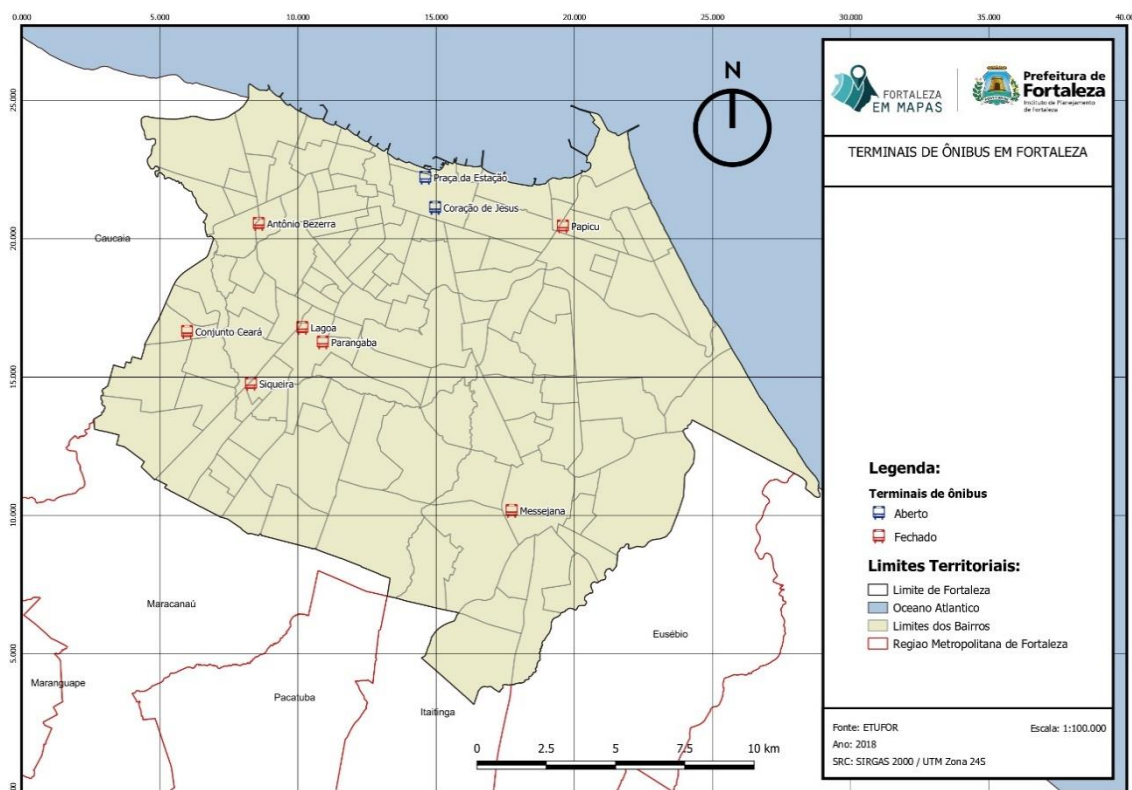 0.000
5.000
10.000
15.000
20.000
25.000
30.000
35.000
40.000
25.000
20.000
15.000
10.000
5.000
N
Praça da Estação
Coração de Jesus
Antônio Bezerra
Papicu
Caucaia
Lagoa
Conjunto Ceará
Parangaba
Siqueira
Messejana
Maracanaú
Eusébio
Maranguape
Pacatuba
Itaitinga
0 2.5 5 7.5 10 km
FORTALEZA
EM MAPAS
Prefeitura de
Fortaleza
Instituto de Planejamento
de Fortaleza
TERMINAIS DE ÔNIBUS EM FORTALEZA
Legenda:
Terminais de ônibus
Aberto
Fechado
Limites Territoriais:
Limite de Fortaleza
Oceano Atlantico
Limites dos Bairros
Regiao Metropolitana de Fortaleza
Fonte: ETUFOR
Escala: 1:100.000
Ano: 2018
SRC: SIRGAS 2000 / UTM Zona 24S